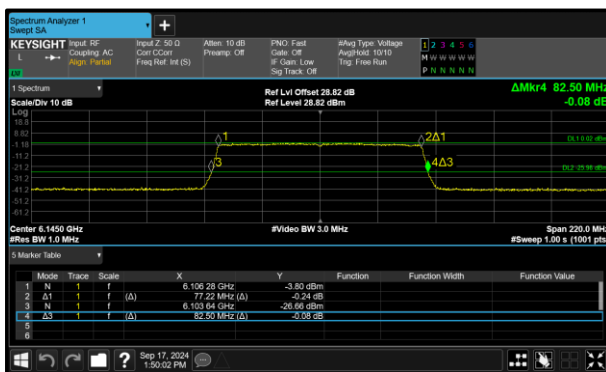 Spectrum Analyzer 1
Swept SA
+
KEYSIGHT Input: RF Input Z: 50 Ω Atten: 10 dB PNO: Fast #Avg Type: Voltage 1 2 3 4 5 6
L Coupling: AC Corr CCorr Preamp: Off Gate: Off Avg|Hold: 10/10 M W W W W W
Align: Partial Freq Ref: Int (S) IF Gain: Low Trig: Free Run
Sig Track: Off P N N N N N
1 Spectrum Ref Lvl Offset 28.82 dB ΔMkr4 82.50 MHz
Scale/Div 10 dB Ref Level 28.82 dBm -0.08 dB
Log
18.8
8.82
-1.18
-11.2
-21.2
-31.2
-41.2
-51.2
-61.2
1 2Δ1 DL1 0.02 dBm
3 4Δ3 DL2 -25.98 dBm
Center 6.1450 GHz #Video BW 3.0 MHz Span 220.0 MHz
#Res BW 1.0 MHz #Sweep 1.00 s (1001 pts)
5 Marker Table
Mode Trace Scale X Y Function Function Width Function Value
1 N 1 f 6.106 28 GHz -3.80 dBm
2 Δ1 1 f (Δ) 77.22 MHz (Δ) -0.24 dB
3 N 1 f 6.103 64 GHz -26.66 dBm
4 Δ3 1 f (Δ) 82.50 MHz (Δ) -0.08 dB
5
6
? Sep 17, 2024
1:50:02 PM